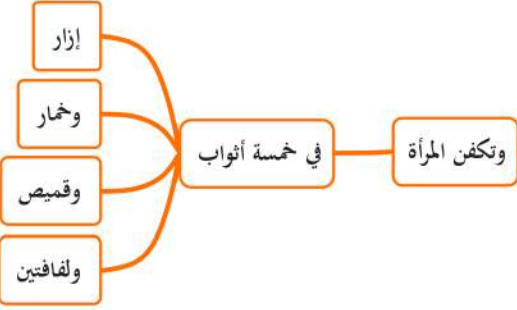 وتكفن المرأة
في خمسة أثواب
إزار
وخمار
وقميص
ولفافتين